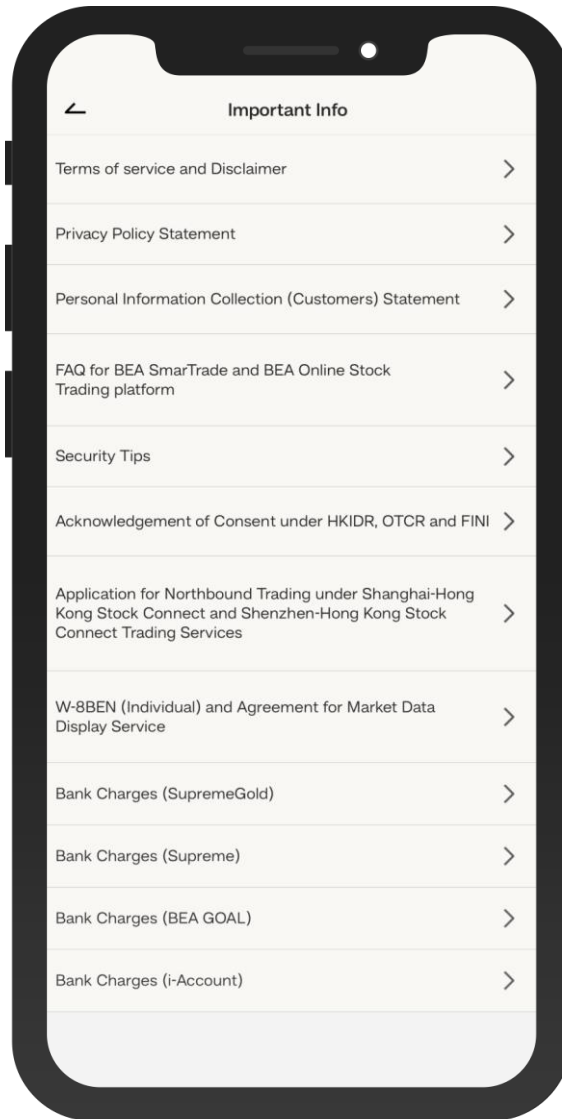 Important Info
Terms of service and Disclaimer
Privacy Policy Statement
Personal Information Collection (Customers) Statement
FAQ for BEA SmarTrade and BEA Online Stock
Trading platform
Security Tips
Acknowledgement of Consent under HKIDR, OTCR and FINI
Application for Northbound Trading under Shanghai-Hong
Kong Stock Connect and Shenzhen-Hong Kong Stock
Connect Trading Services
W-8BEN (Individual) and Agreement for Market Data
Display Service
Bank Charges (SupremeGold)
Bank Charges (Supreme)
Bank Charges (BEA GOAL)
Bank Charges (i-Account)